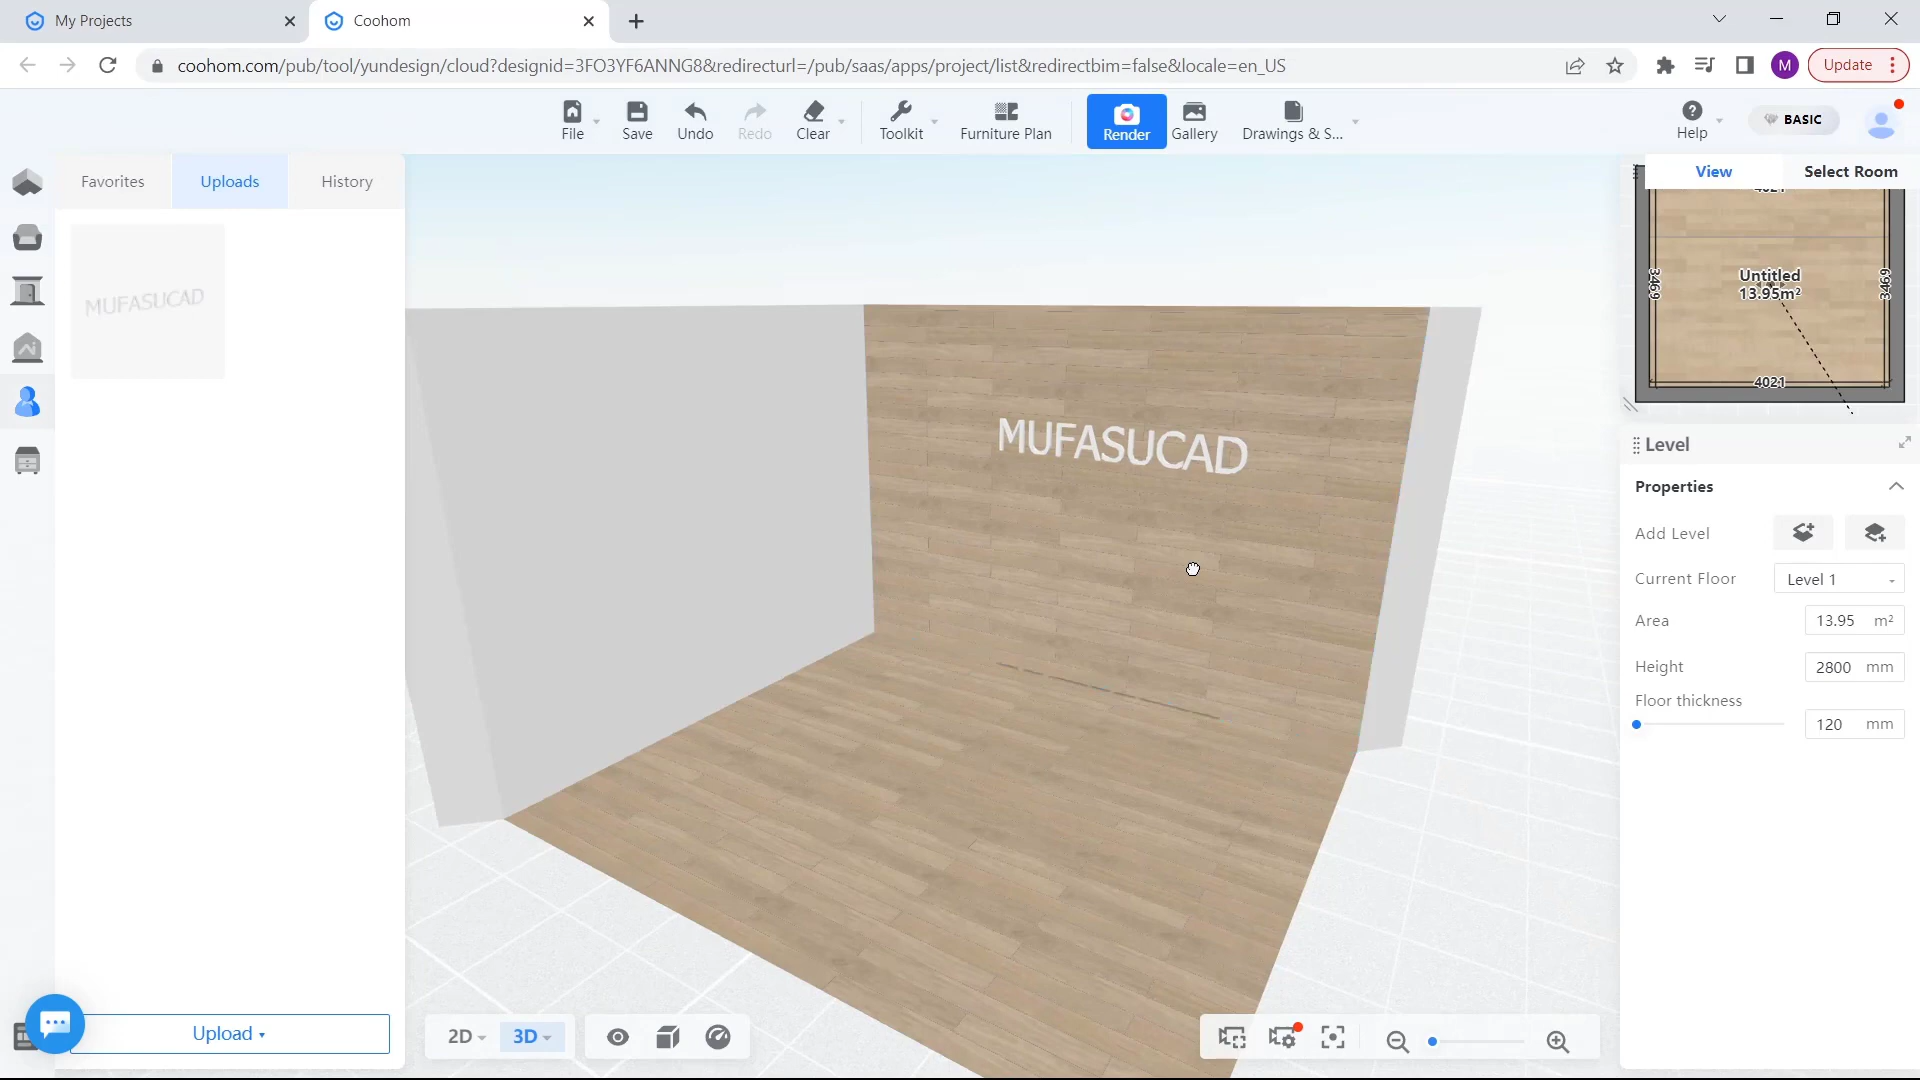 My Projects
Coohom
coohom.com/pub/tool/yundesign/cloud?designid=3FO3YF6ANNG8&redirecturl=/pub/saas/apps/project/list&redirectbim=false&locale=en_US
M
Update
File
Save
Undo
Redo
Clear
Toolkit
Furniture Plan
Render
Gallery
Drawings & S...
Help
BASIC
Favorites
Uploads
History
MUFASUCAD
MUFASUCAD
View
Select Room
4021
3469
Untitled
13.95m²
3469
4021
Level
Properties
Add Level
Current Floor
Level 1
Area
13.95 m²
Height
2800 mm
Floor thickness
120 mm
Upload
2D
3D